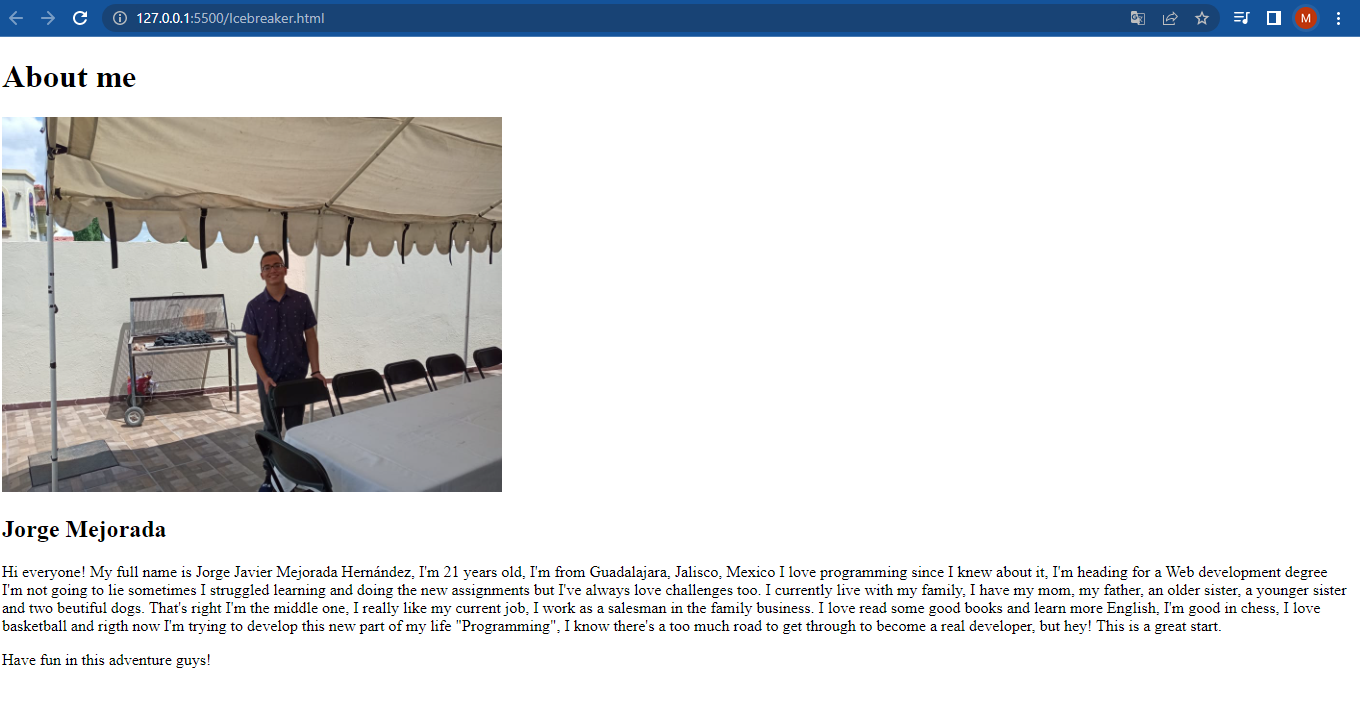 127.0.0.1:5500/Icebreaker.html
M
About me
Jorge Mejorada
Hi everyone! My full name is Jorge Javier Mejorada Hernández, I'm 21 years old, I'm from Guadalajara, Jalisco, Mexico I love programming since I knew about it, I'm heading for a Web development degree
I'm not going to lie sometimes I struggled learning and doing the new assignments but I've always love challenges too. I currently live with my family, I have my mom, my father, an older sister, a younger sister
and two beutiful dogs. That's right I'm the middle one, I really like my current job, I work as a salesman in the family business. I love read some good books and learn more English, I'm good in chess, I love
basketball and rigth now I'm trying to develop this new part of my life "Programming", I know there's a too much road to get through to become a real developer, but hey! This is a great start.
Have fun in this adventure guys!